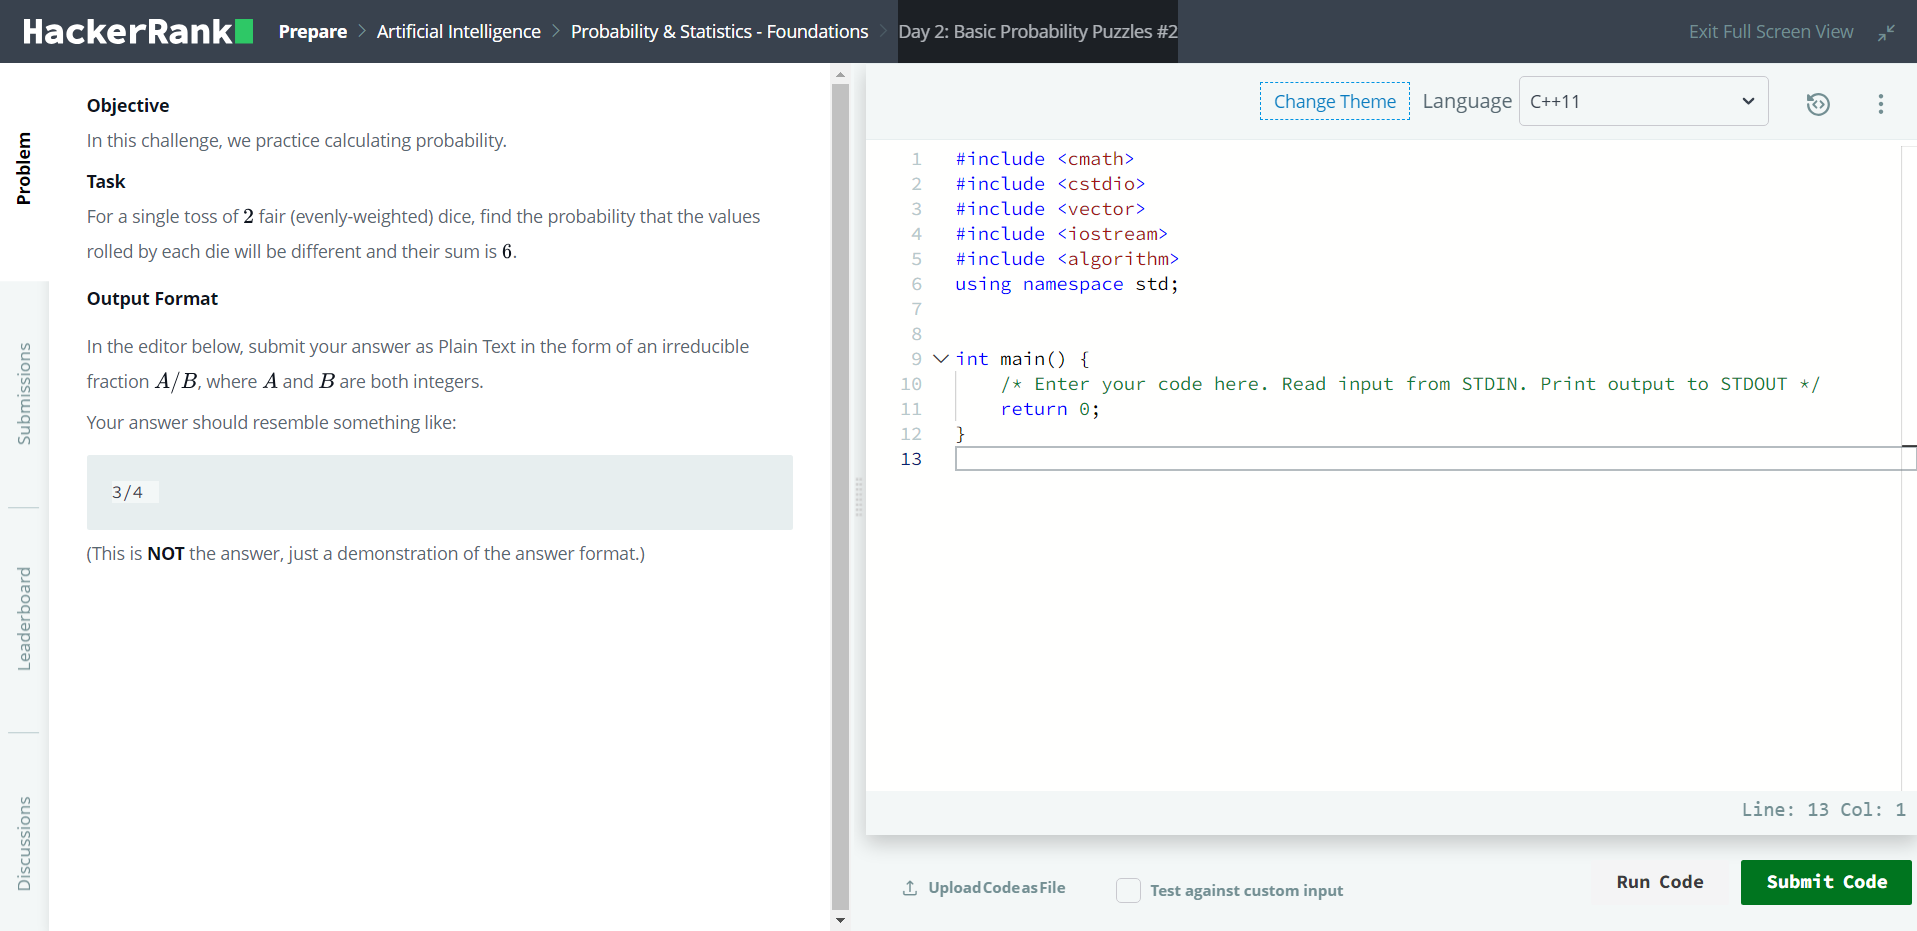 HackerRank Prepare > Artificial Intelligence > Probability & Statistics - Foundations > Day 2: Basic Probability Puzzles #2 Exit Full Screen View
Problem
Submissions
Leaderboard
Discussions
Objective
In this challenge, we practice calculating probability.
Task
For a single toss of 2 fair (evenly-weighted) dice, find the probability that the values
rolled by each die will be different and their sum is 6.
Output Format
In the editor below, submit your answer as Plain Text in the form of an irreducible
fraction A/B, where A and B are both integers.
Your answer should resemble something like:
3/4
(This is NOT the answer, just a demonstration of the answer format.)
Change Theme Language C++11
1 #include <cmath>
2 #include <cstdio>
3 #include <vector>
4 #include <iostream>
5 #include <algorithm>
6 using namespace std;
7
8
9 int main() {
10 /* Enter your code here. Read input from STDIN. Print output to STDOUT */
11 return 0;
12 }
13
Line: 13 Col: 1
Upload Code as File Test against custom input Run Code Submit Code